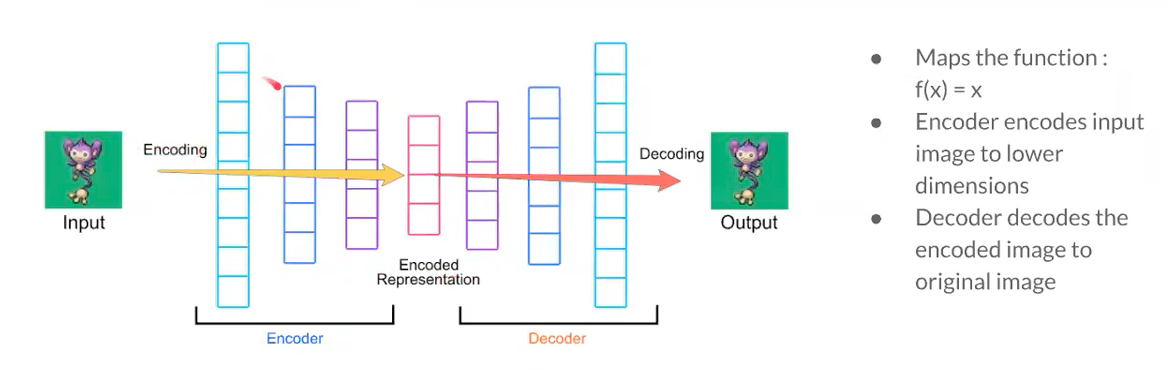 Input
Encoding
Encoded
Representation
Decoding
Output
Encoder
Decoder
● Maps the function :
f(x) = x
● Encoder encodes input
image to lower
dimensions
● Decoder decodes the
encoded image to
original image